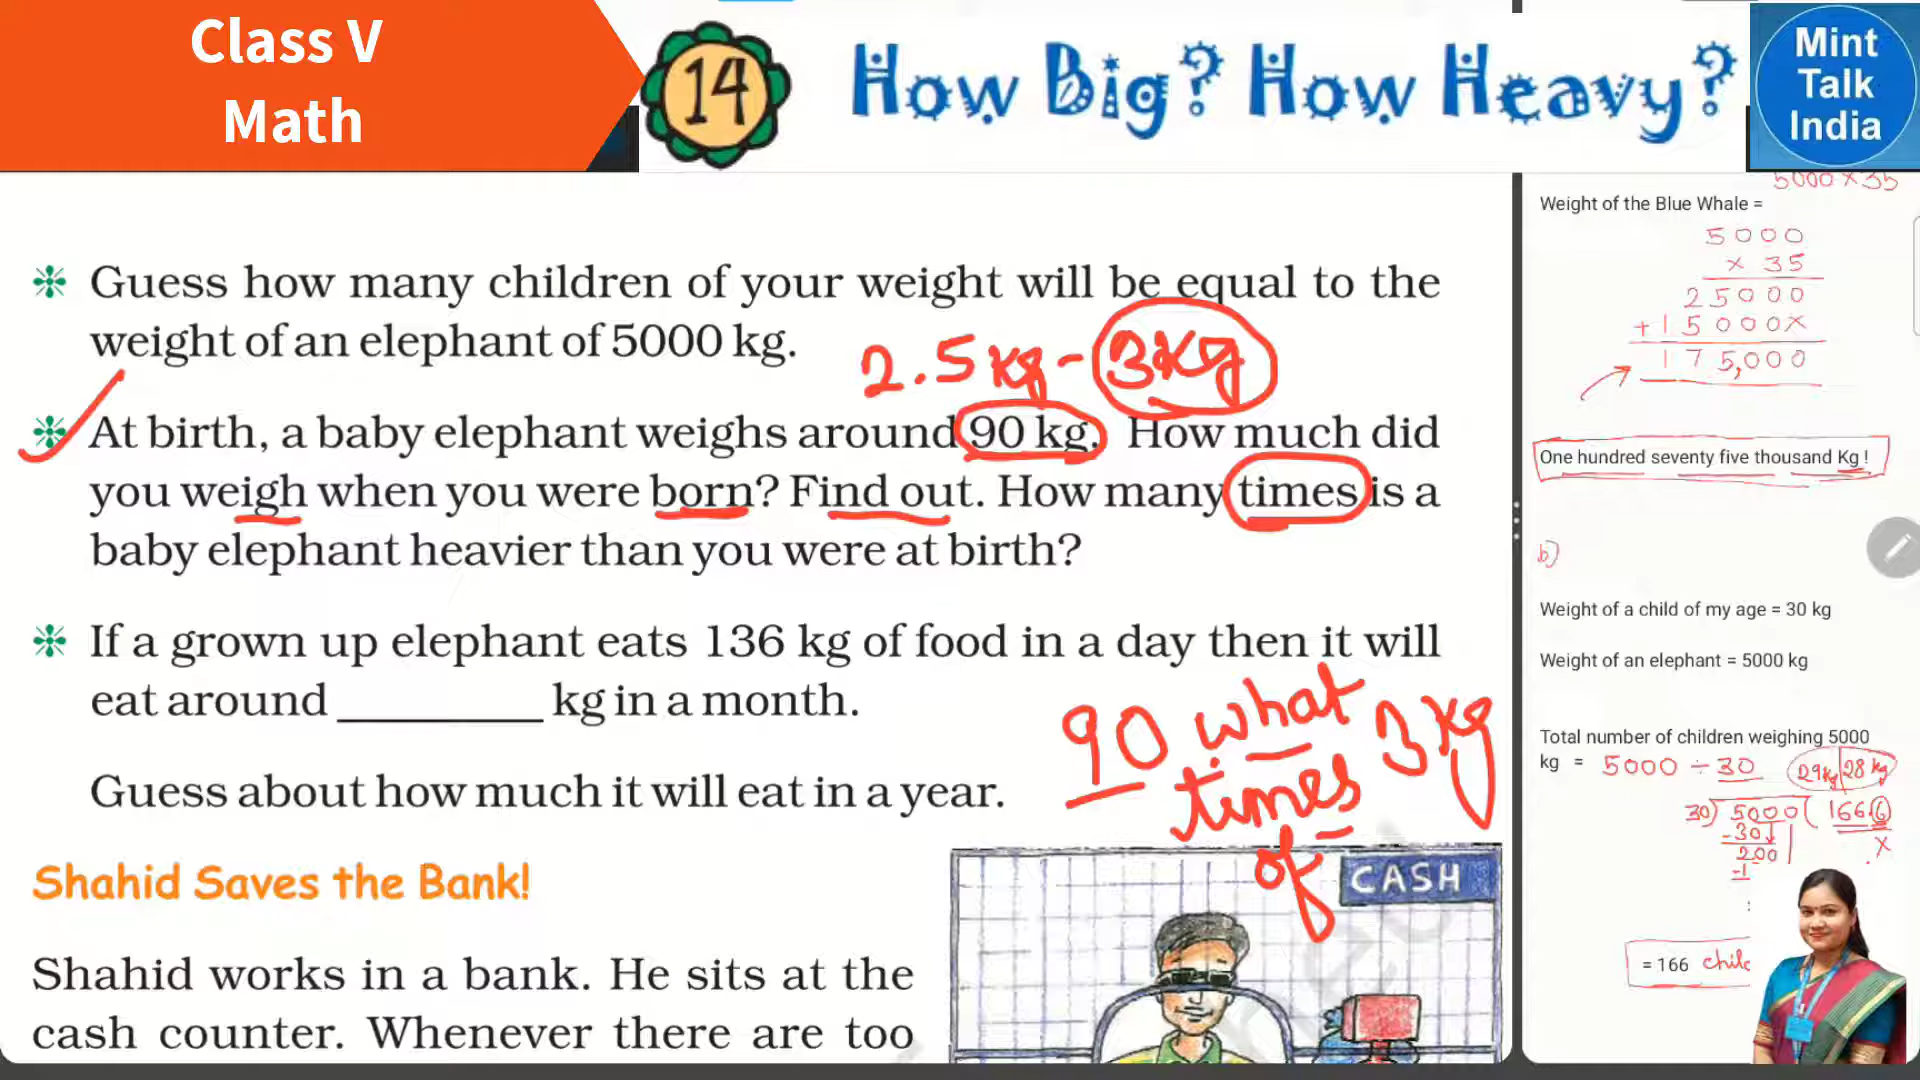 Class V
Math
14
How Big? How Heavy?
Mint
Talk
India
Guess how many children of your weight will be equal to the
weight of an elephant of 5000 kg.
2.5 kg - 3 kg
At birth, a baby elephant weighs around 90 kg. How much did
you weigh when you were born? Find out. How many times is a
baby elephant heavier than you were at birth?
If a grown up elephant eats 136 kg of food in a day then it will
eat around ________ kg in a month.
90 what 3 kg
times
of
Guess about how much it will eat in a year.
Shahid Saves the Bank!
CASH
Shahid works in a bank. He sits at the
cash counter. Whenever there are too
5000 × 35
Weight of the Blue Whale =
5000
× 35
25000
+15000×
175,000
One hundred seventy five thousand Kg !
b)
Weight of a child of my age = 30 kg
Weight of an elephant = 5000 kg
Total number of children weighing 5000
kg = 5000 ÷ 30
29kg 28 kg
30) 5000 ( 166.6
-30
200
-1
= 166 chilc